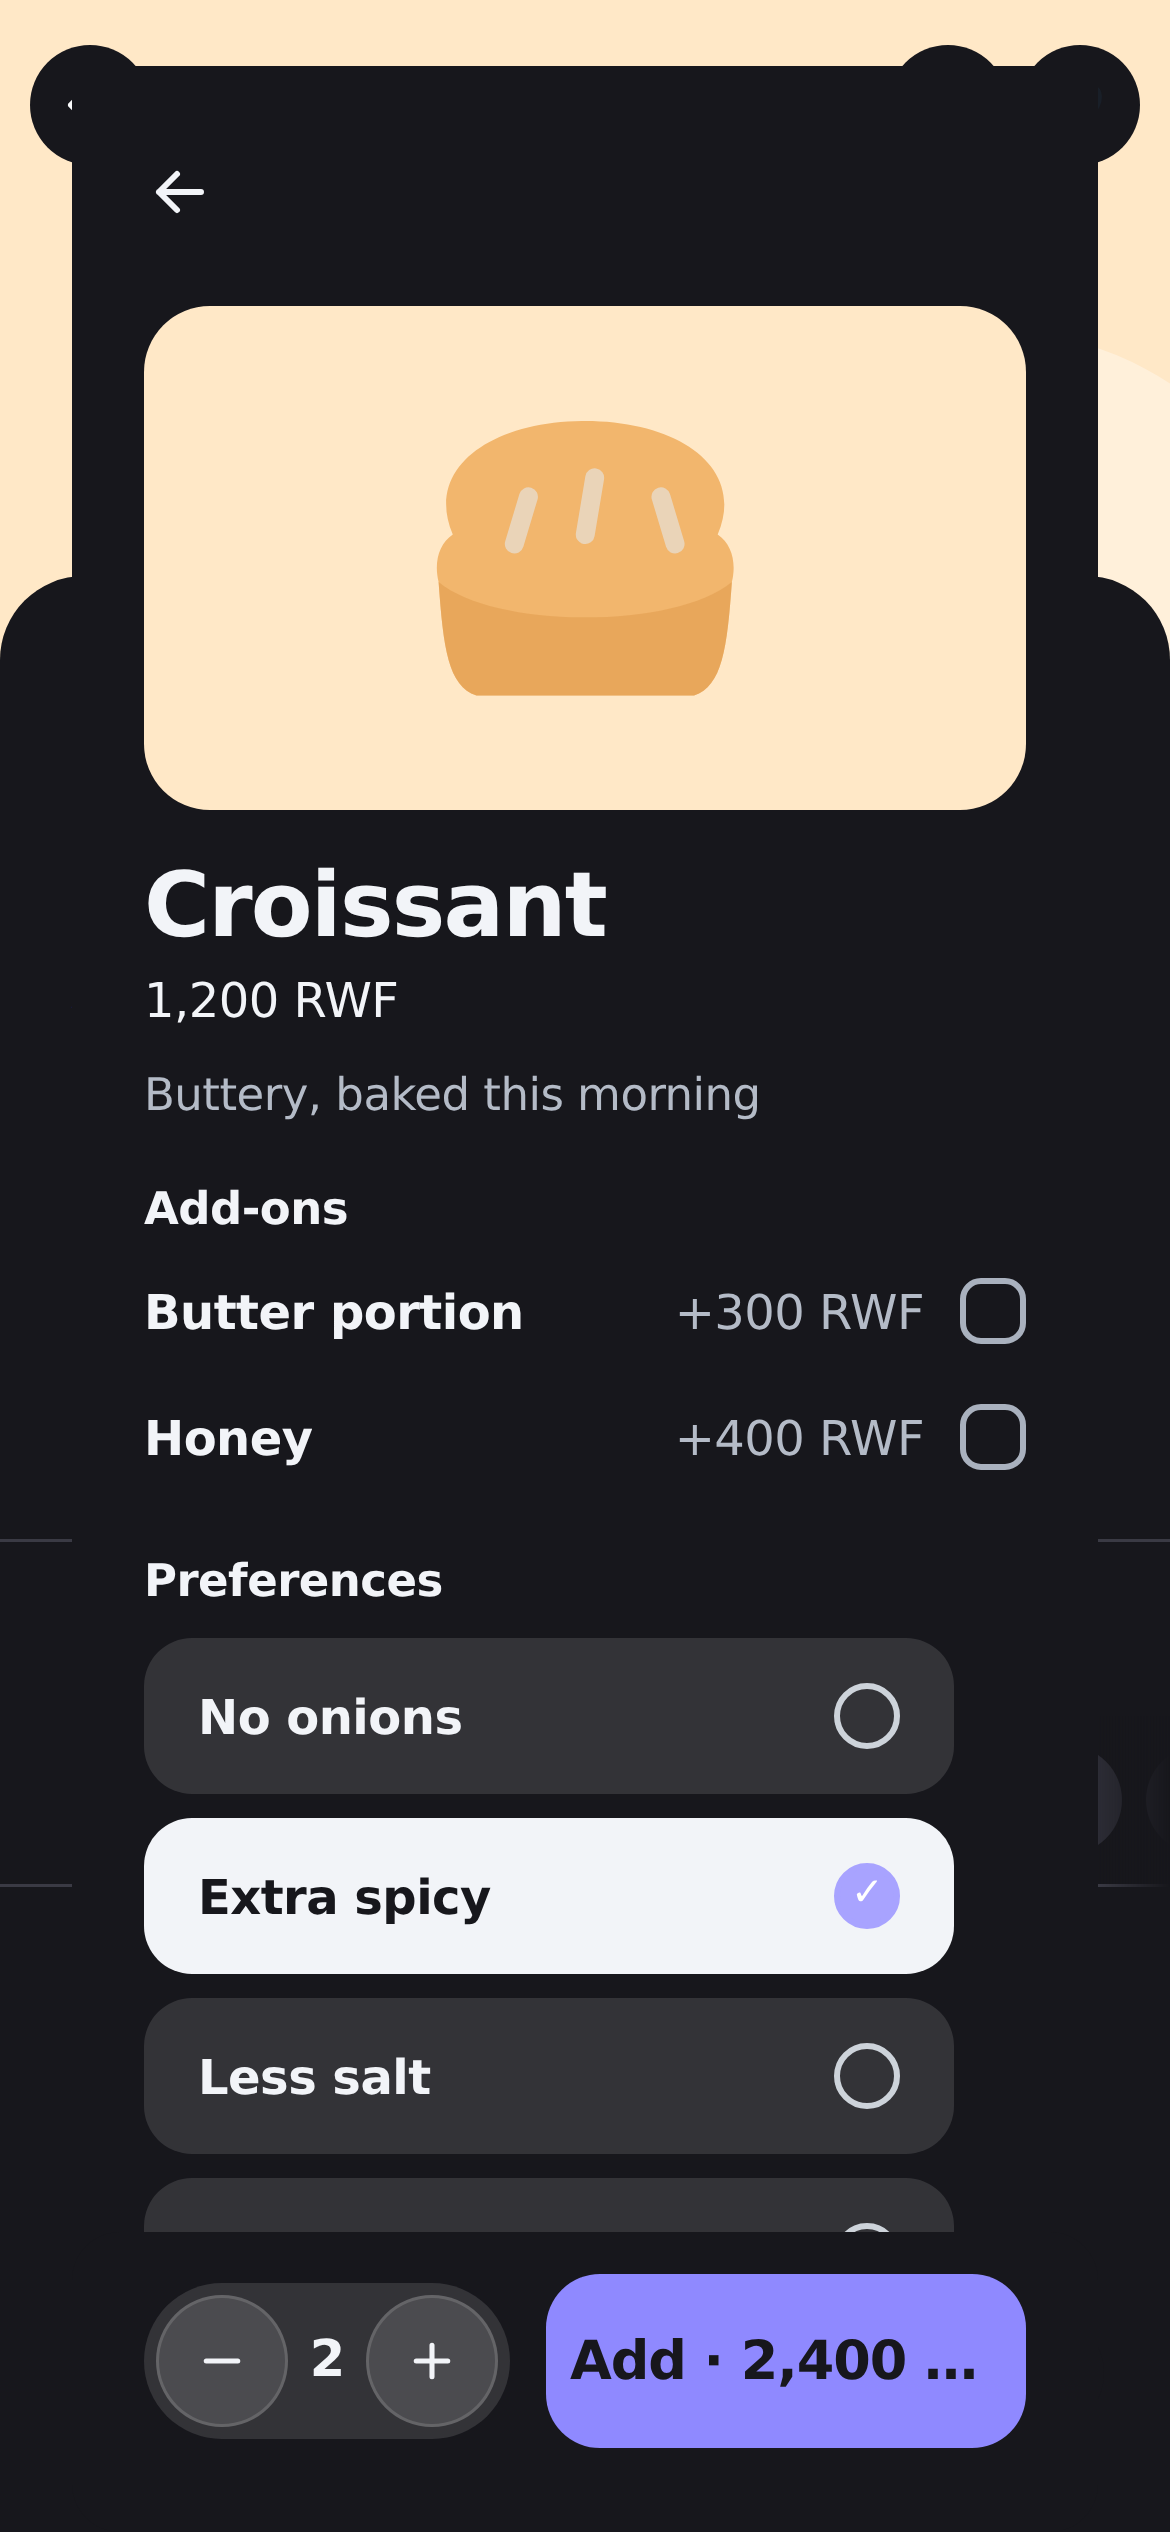 Croissant
1,200 RWF
Buttery, baked this morning
Add-ons
Butter portion +300 RWF
Honey +400 RWF
Preferences
No onions
Extra spicy ✓
Less salt
2 Add · 2,400 ...